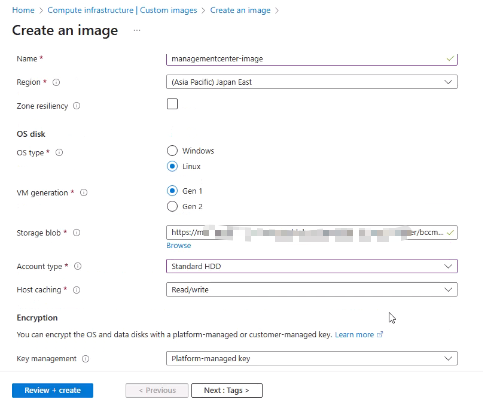 Home > Compute infrastructure | Custom images > Create an image >
Create an image ...
Name * managementcenter-image
Region * (Asia Pacific) Japan East
Zone resiliency
OS disk
OS type * Windows
Linux
VM generation * Gen 1
Gen 2
Storage blob * https://m er/bccm...
Browse
Account type * Standard HDD
Host caching * Read/write
Encryption
You can encrypt the OS and data disks with a platform-managed or customer-managed key. Learn more
Key management Platform-managed key
Review + create < Previous Next : Tags >